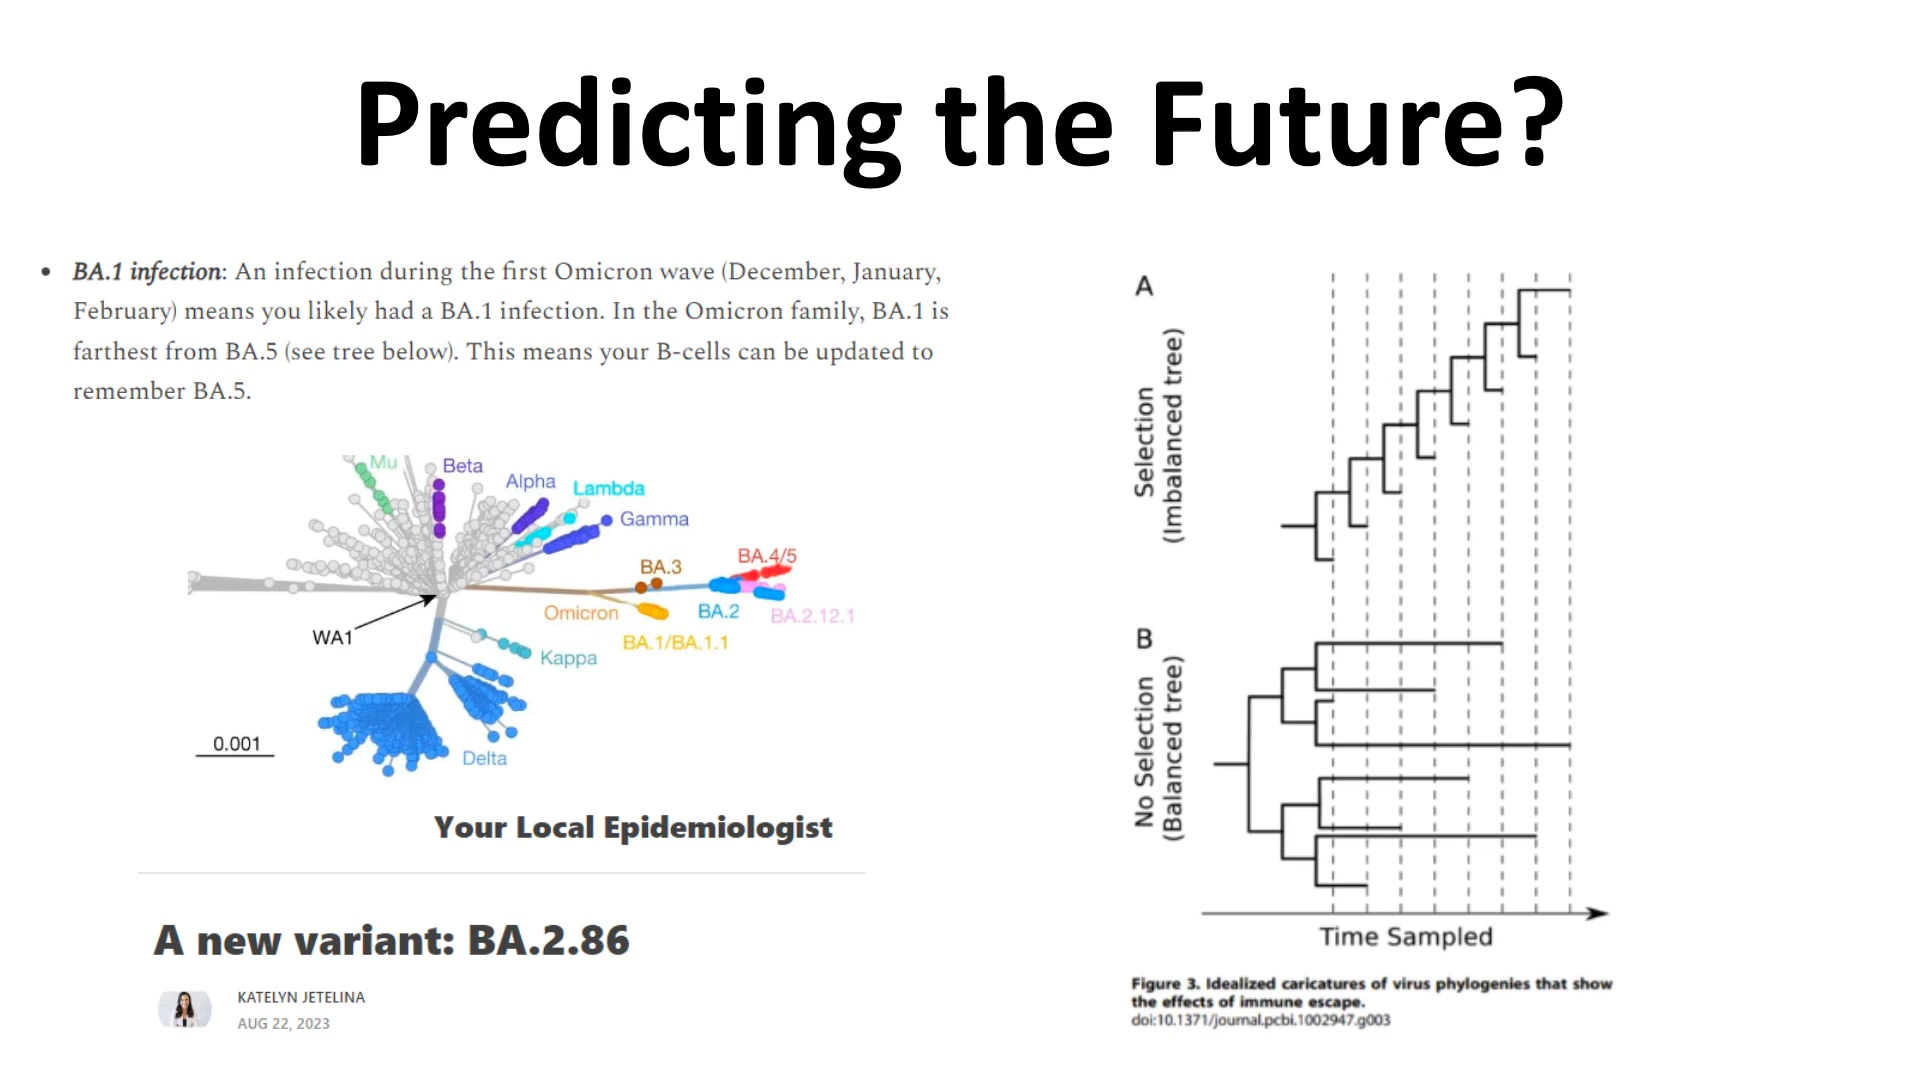 Predicting the Future?
• BA.1 infection: An infection during the first Omicron wave (December, January,
February) means you likely had a BA.1 infection. In the Omicron family, BA.1 is
farthest from BA.5 (see tree below). This means your B-cells can be updated to
remember BA.5.
Mu
Beta
Alpha
Lambda
Gamma
BA.3
BA.4/5
Omicron
BA.2
BA.2.12.1
WA1
BA.1/BA.1.1
Kappa
0.001
Delta
Your Local Epidemiologist
A new variant: BA.2.86
KATELYN JETELINA
AUG 22, 2023
A
Selection
(Imbalanced tree)
B
No Selection
(Balanced tree)
Time Sampled
Figure 3. Idealized caricatures of virus phylogenies that show
the effects of immune escape.
doi:10.1371/journal.pcbi.1002947.g003